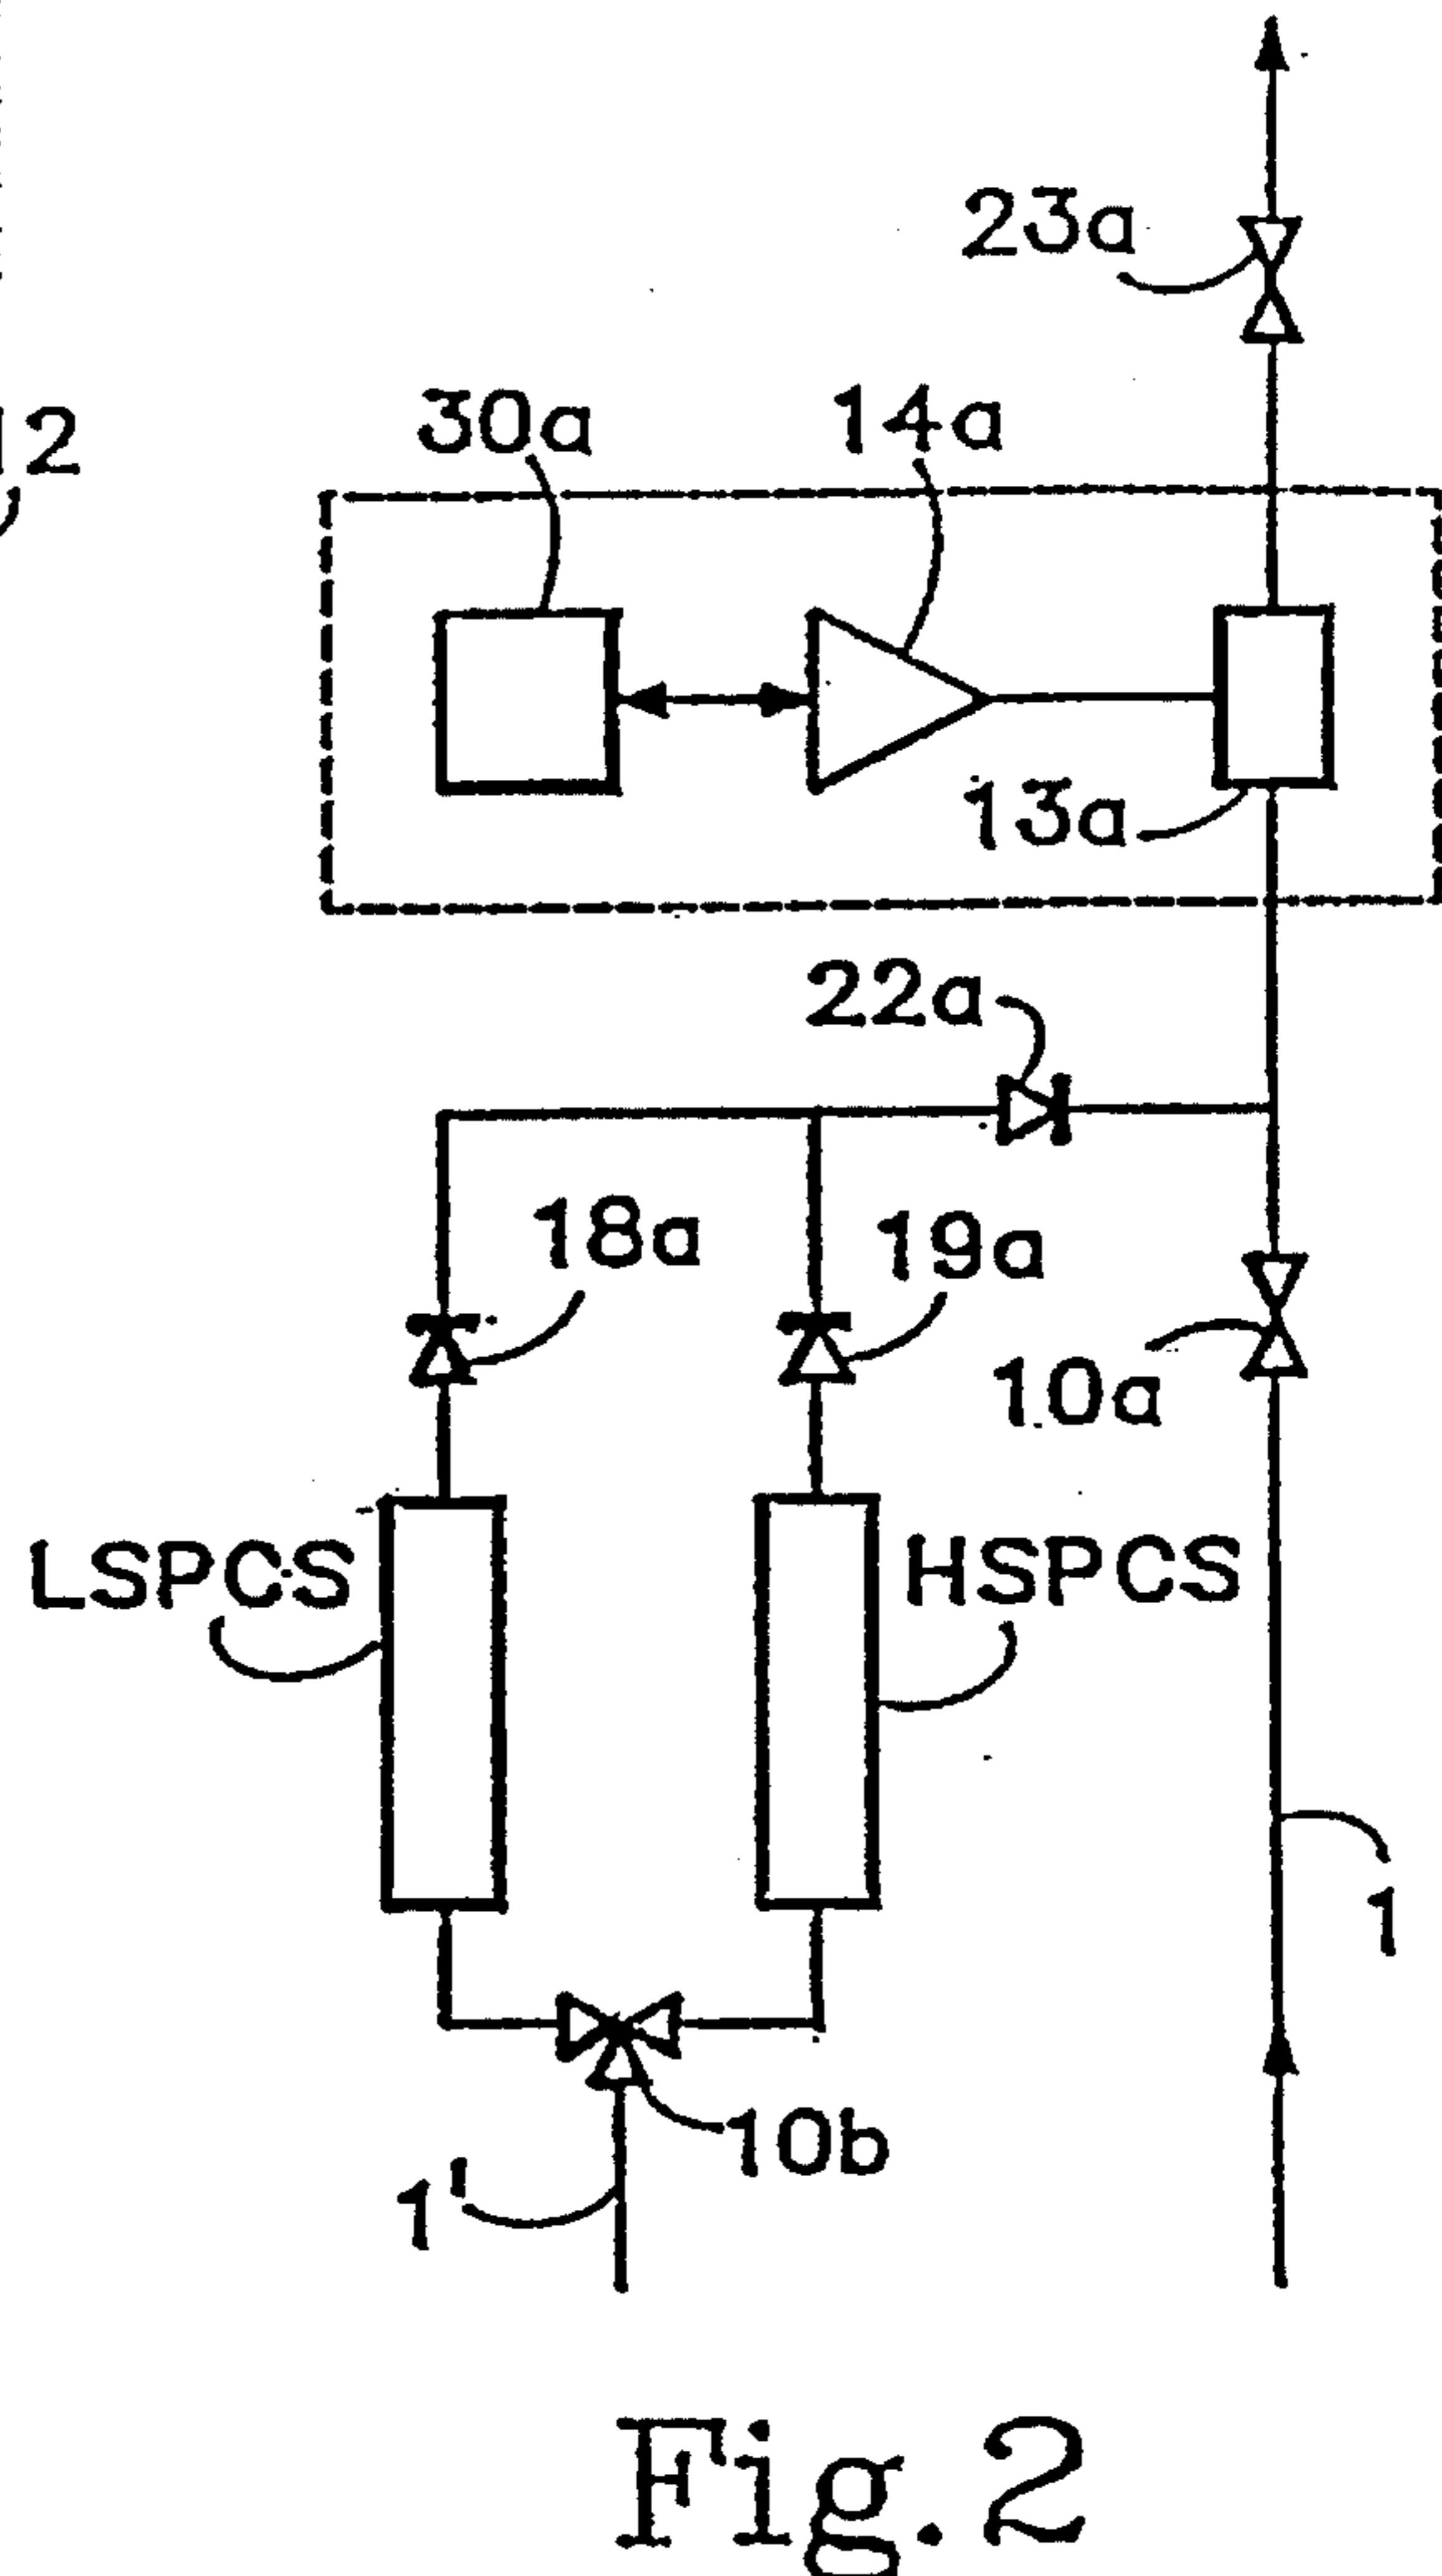 23a
30a
14a
12
13a
22a
18a
19a
10a
LSPCS
HSPCS
1
10b
1'
Fig.2